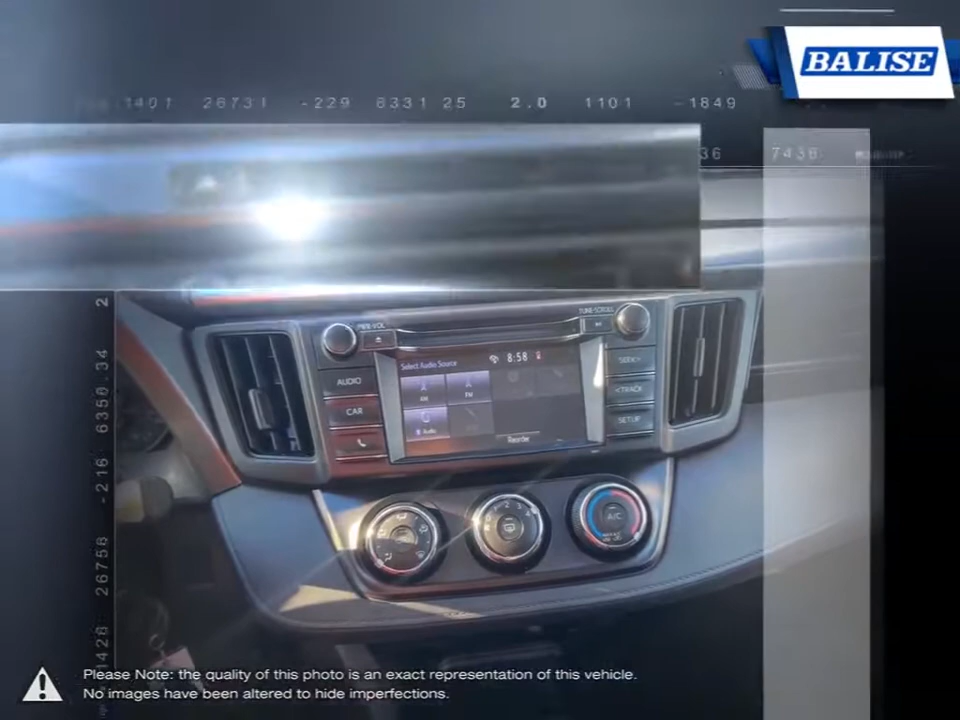 BALISE
1401 26731 -229 6331 25 2.0 1101 -1849
36 7436
2
6350.34
-216
26756
1426
PWR·VOL
TUNE·SCROLL
AUDIO
CAR
Select Audio Source
8:58
AM
FM
Audio
Reorder
SEEK>
<TRACK
SETUP
A/C
Please Note: the quality of this photo is an exact representation of this vehicle.
No images have been altered to hide imperfections.